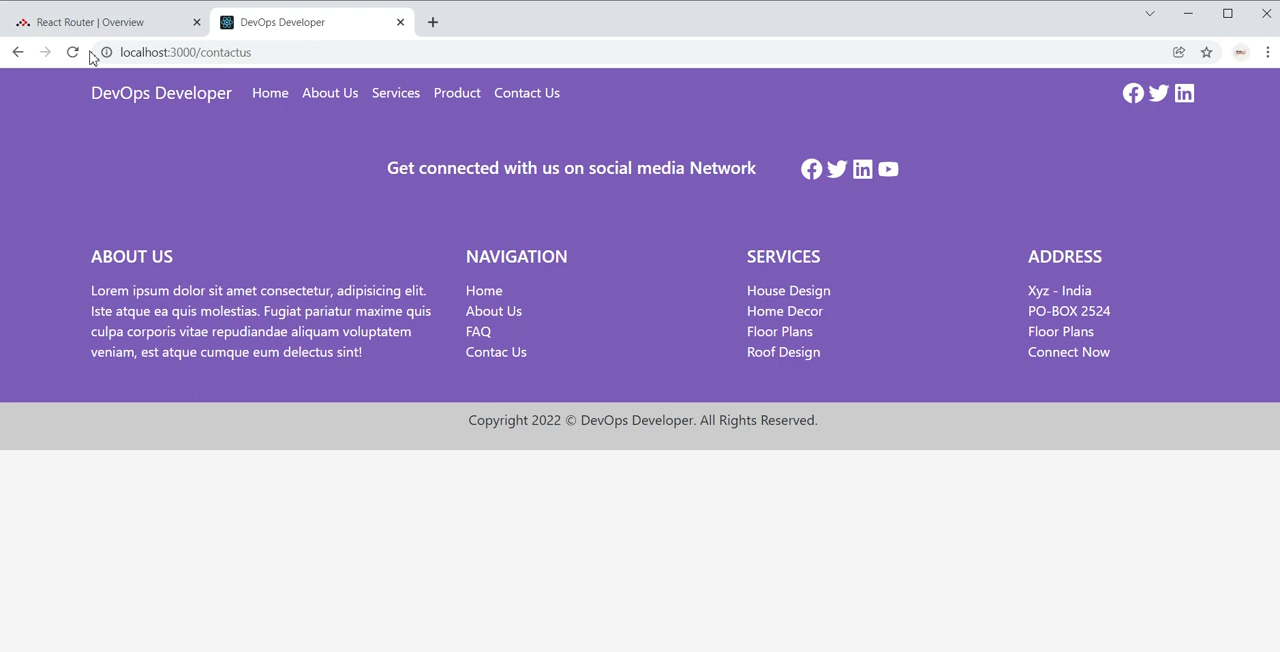 React Router | Overview
DevOps Developer
localhost:3000/contactus
DevOps Developer Home About Us Services Product Contact Us
Get connected with us on social media Network
ABOUT US
Lorem ipsum dolor sit amet consectetur, adipisicing elit.
Iste atque ea quis molestias. Fugiat pariatur maxime quis
culpa corporis vitae repudiandae aliquam voluptatem
veniam, est atque cumque eum delectus sint!
NAVIGATION
Home
About Us
FAQ
Contac Us
SERVICES
House Design
Home Decor
Floor Plans
Roof Design
ADDRESS
Xyz - India
PO-BOX 2524
Floor Plans
Connect Now
Copyright 2022 © DevOps Developer. All Rights Reserved.